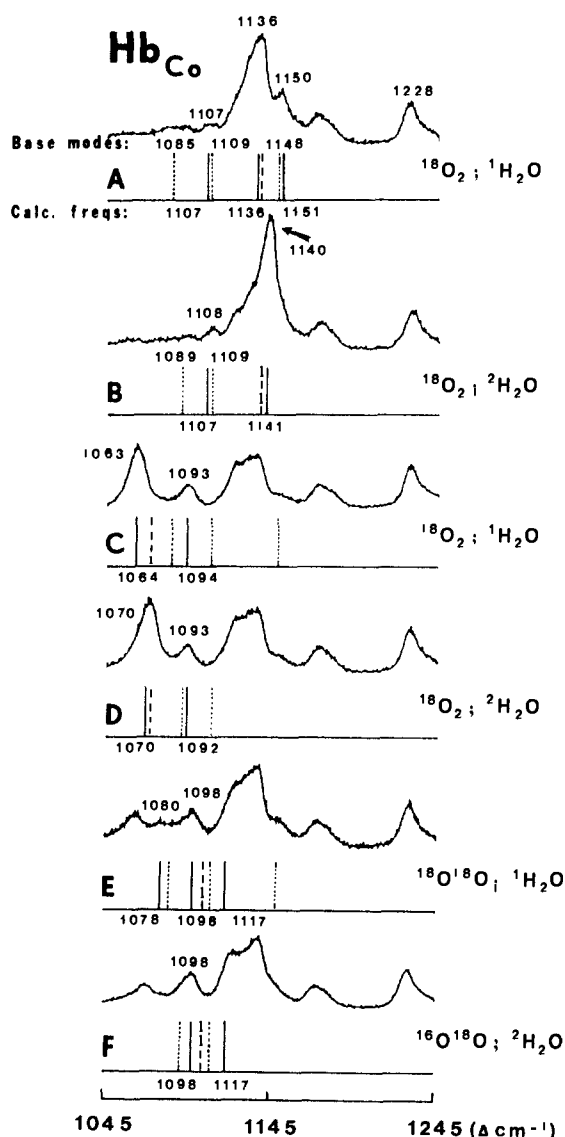 1136
Hb Co
1150
1228
1107
Base modes: 1085 1109 1148
A ¹⁸O₂ ; ¹H₂O
Calc. freqs: 1107 1136 1151
1140
1108
1089 1109
B ¹⁸O₂ ; ²H₂O
1107 1141
1063 1093
C ¹⁸O₂ ; ¹H₂O
1064 1094
1070 1093
D ¹⁸O₂ ; ²H₂O
1070 1092
1080 1098
E ¹⁸O¹⁸O ; ¹H₂O
1078 1098 1117
1098
F ¹⁶O¹⁸O ; ²H₂O
1098 1117
1045 1145 1245 (Δ cm⁻¹)